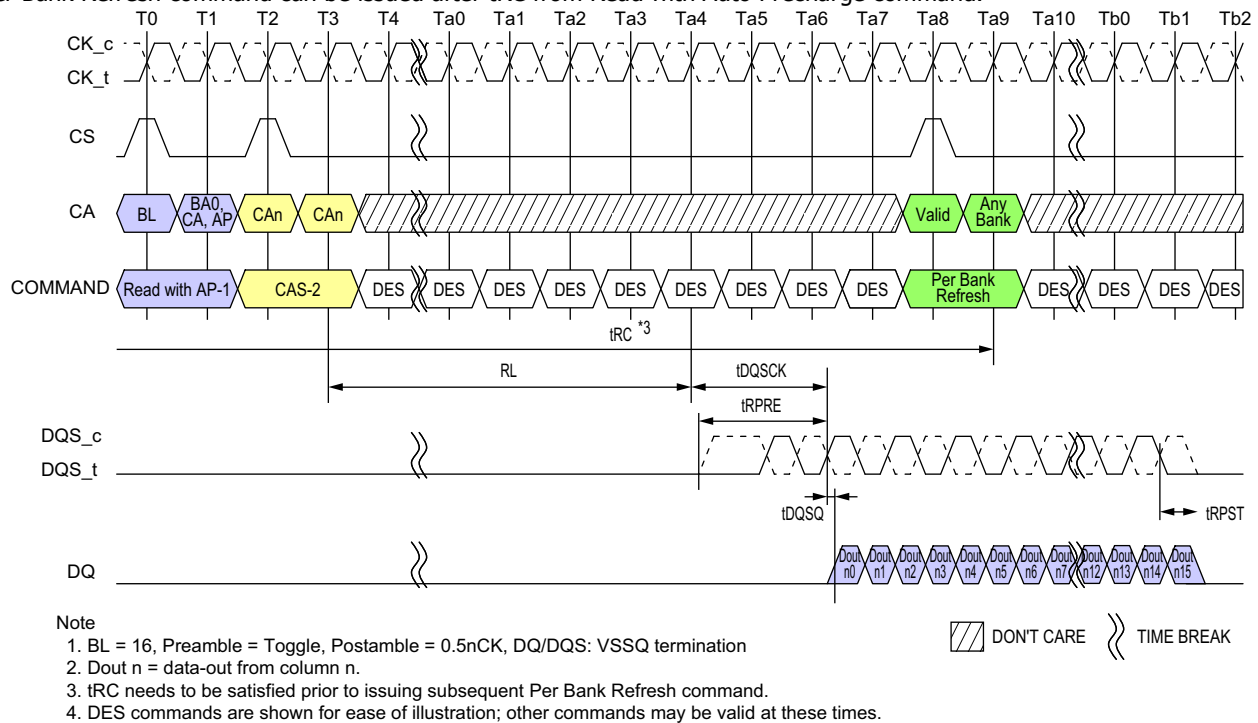 er Bank Refresh command can be issued after tRC from Read with Auto Precharge command.
T0 T1 T2 T3 T4 Ta0 Ta1 Ta2 Ta3 Ta4 Ta5 Ta6 Ta7 Ta8 Ta9 Ta10 Tb0 Tb1 Tb2
CK_c
CK_t
CS
CA BL BA0, CA, AP CAn CAn Valid Any Bank
COMMAND Read with AP-1 CAS-2 DES DES DES DES DES DES DES DES DES Per Bank Refresh DES DES DES DES
tRC *3
RL tDQSCK
tRPRE
DQS_c
DQS_t
tDQSQ tRPST
DQ Dout n0 Dout n1 Dout n2 Dout n3 Dout n4 Dout n5 Dout n6 Dout n7 Dout n12 Dout n13 Dout n14 Dout n15
Note
1. BL = 16, Preamble = Toggle, Postamble = 0.5nCK, DQ/DQS: VSSQ termination
2. Dout n = data-out from column n.
3. tRC needs to be satisfied prior to issuing subsequent Per Bank Refresh command.
4. DES commands are shown for ease of illustration; other commands may be valid at these times.
DON'T CARE TIME BREAK